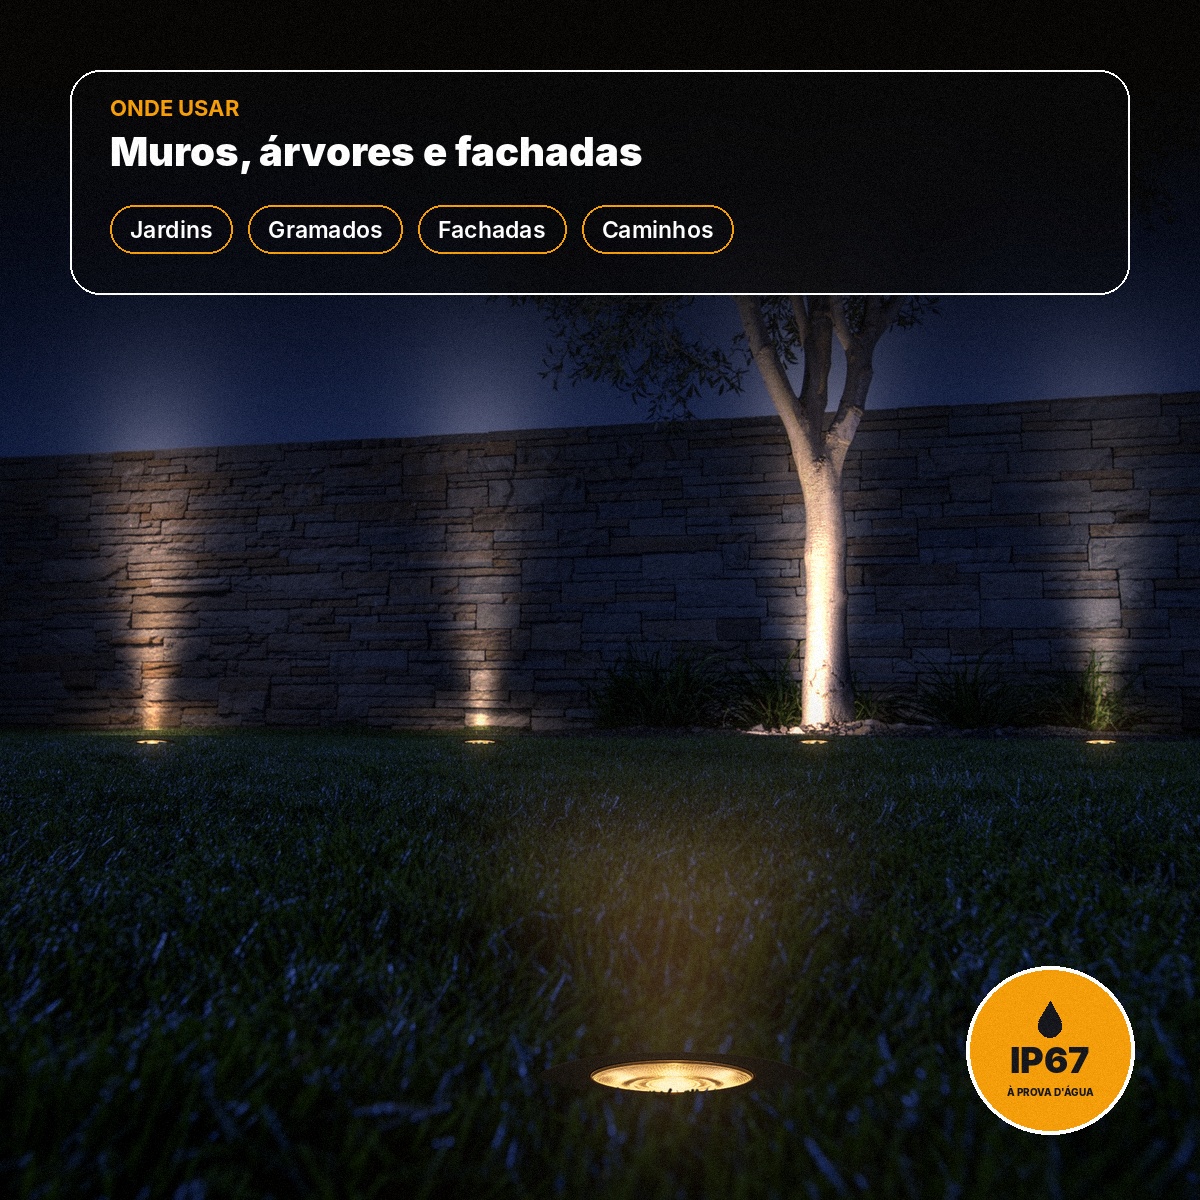 ONDE USAR
Muros, árvores e fachadas
Jardins Gramados Fachadas Caminhos
IP67
À PROVA D'ÁGUA